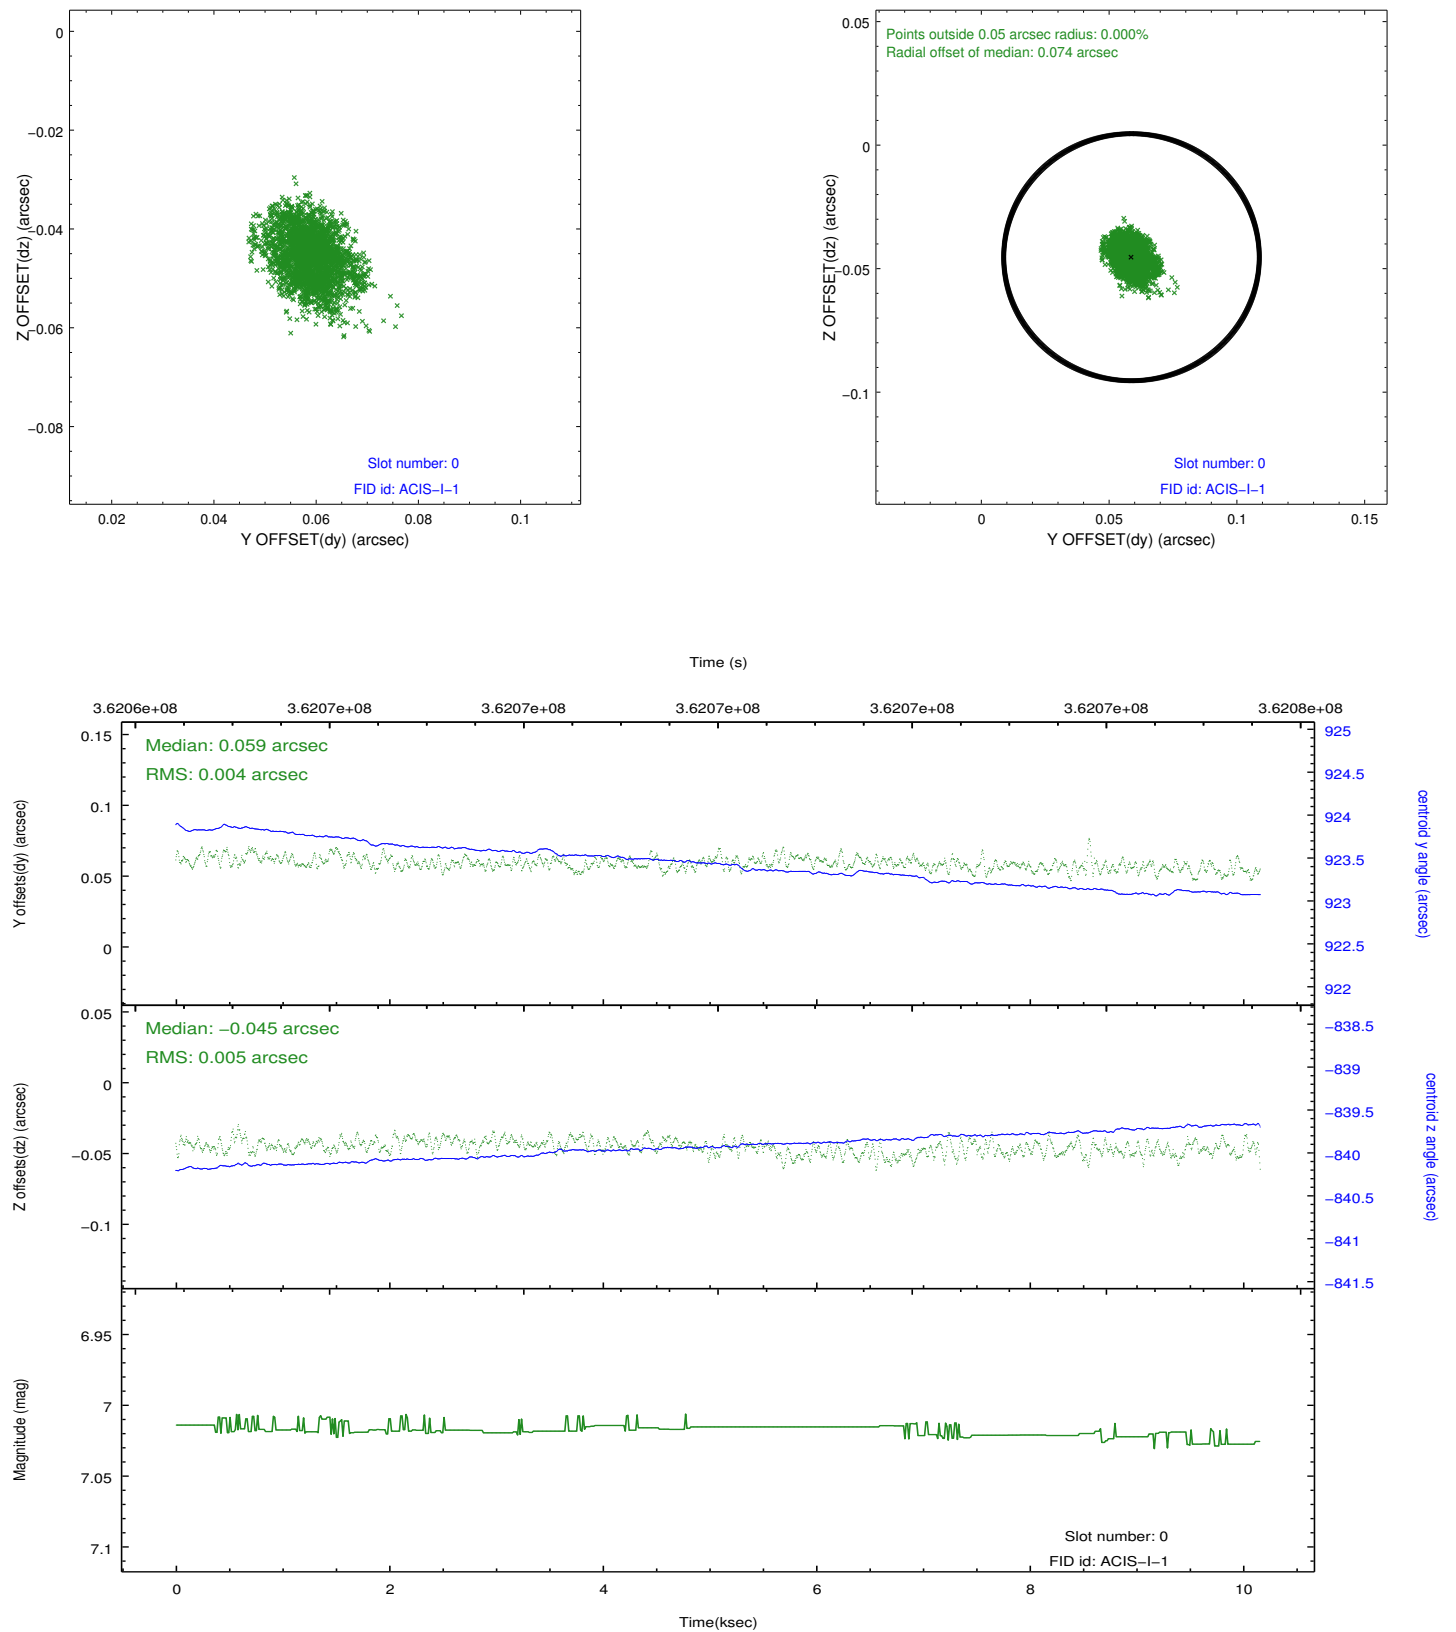 0
−0.02
−0.04
−0.06
−0.08
Z OFFSET(dz) (arcsec)
Slot number: 0
FID id: ACIS−I−1
0.02
0.04
0.06
0.08
0.1
Y OFFSET(dy) (arcsec)
Points outside 0.05 arcsec radius: 0.000%
Radial offset of median: 0.074 arcsec
0.05
0
−0.05
−0.1
Z OFFSET(dz) (arcsec)
Slot number: 0
FID id: ACIS−I−1
0
0.05
0.1
0.15
Y OFFSET(dy) (arcsec)
Time (s)
3.6206e+08
3.6207e+08
3.6207e+08
3.6207e+08
3.6207e+08
3.6207e+08
3.6208e+08
Median: 0.059 arcsec
RMS: 0.004 arcsec
0.15
0.1
0.05
0
Y offsets(dy) (arcsec)
925
924.5
924
923.5
923
922.5
922
centroid y angle (arcsec)
Median: −0.045 arcsec
RMS: 0.005 arcsec
0.05
0
−0.05
−0.1
Z offsets(dz) (arcsec)
−838.5
−839
−839.5
−840
−840.5
−841
−841.5
centroid z angle (arcsec)
6.95
7
7.05
7.1
Magnitude (mag)
Slot number: 0
FID id: ACIS−I−1
0
2
4
6
8
10
Time(ksec)